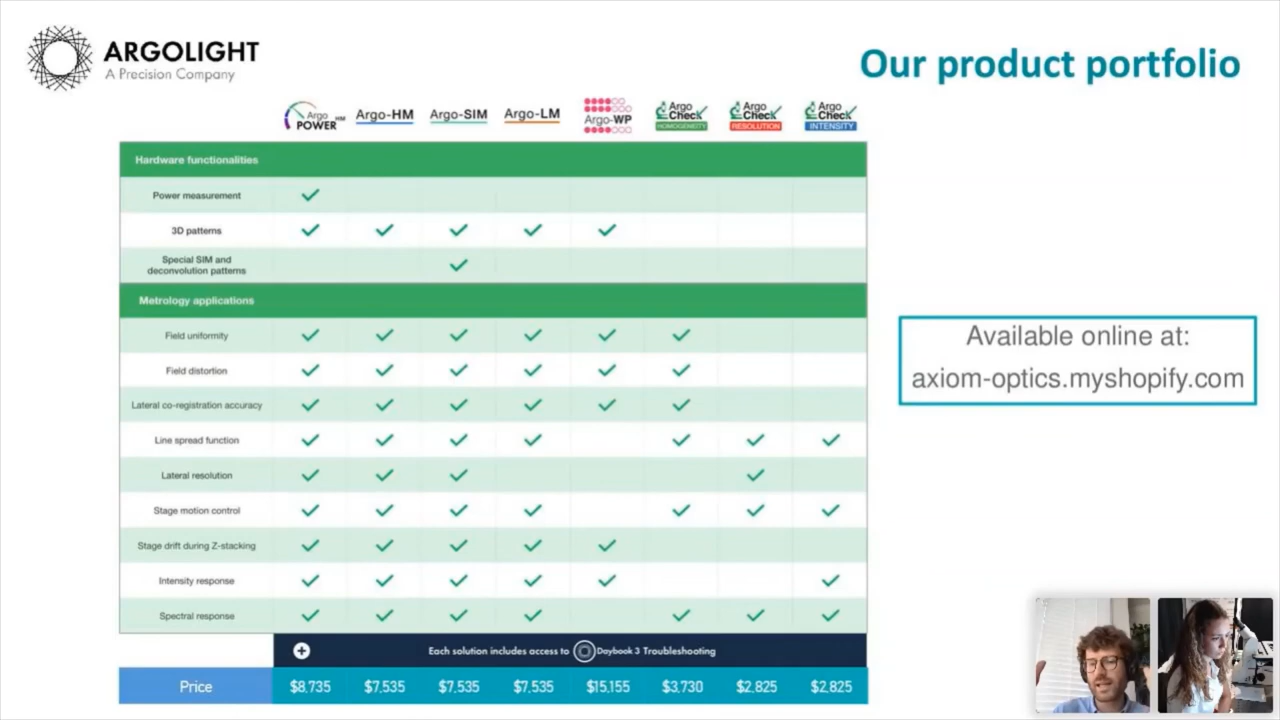 ARGOLIGHT
A Precision Company
Our product portfolio
Argo POWER HM
Argo-HM
Argo-SIM
Argo-LM
Argo-WP
Argo Check HOMOGENEITY
Argo Check RESOLUTION
Argo Check INTENSITY
Hardware functionalities
Power measurement
3D patterns
Special SIM and
deconvolution patterns
Metrology applications
Field uniformity
Field distortion
Lateral co-registration accuracy
Line spread function
Lateral resolution
Stage motion control
Stage drift during Z-stacking
Intensity response
Spectral response
Each solution includes access to Daybook 3 Troubleshooting
Price $8,735 $7,535 $7,535 $7,535 $15,155 $3,730 $2,825 $2,825
Available online at:
axiom-optics.myshopify.com